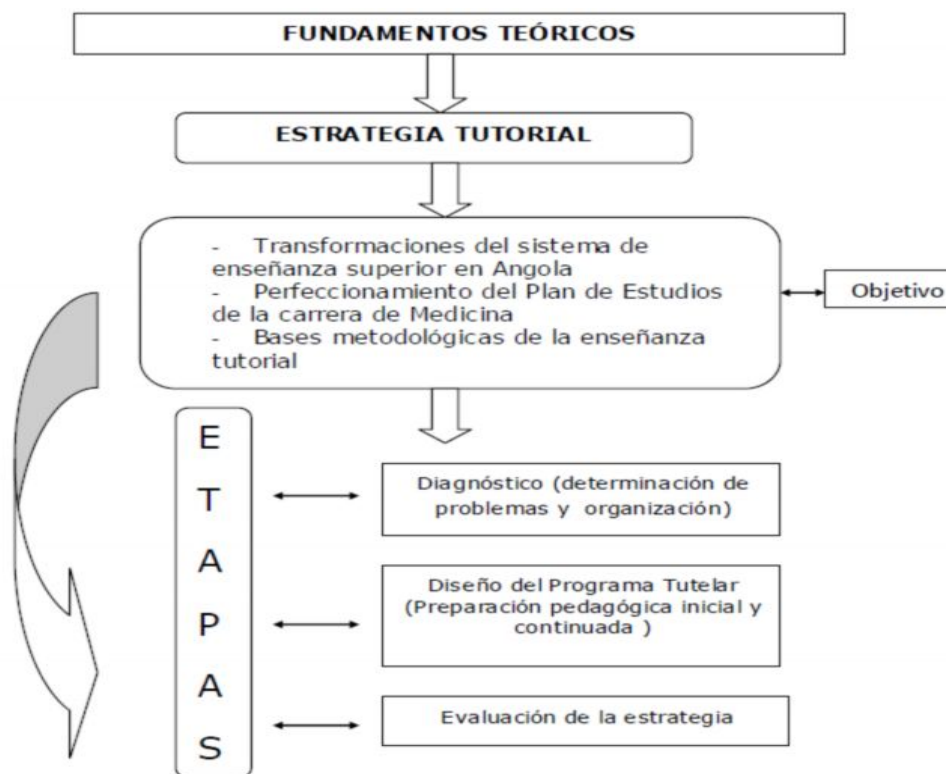 FUNDAMENTOS TEÓRICOS
ESTRATEGIA TUTORIAL
- Transformaciones del sistema de
enseñanza superior en Angola
- Perfeccionamiento del Plan de Estudios
de la carrera de Medicina
- Bases metodológicas de la enseñanza
tutorial
Objetivo
E
T
A
P
A
S
Diagnóstico (determinación de
problemas y organización)
Diseño del Programa Tutelar
(Preparación pedagógica inicial y
continuada )
Evaluación de la estrategia